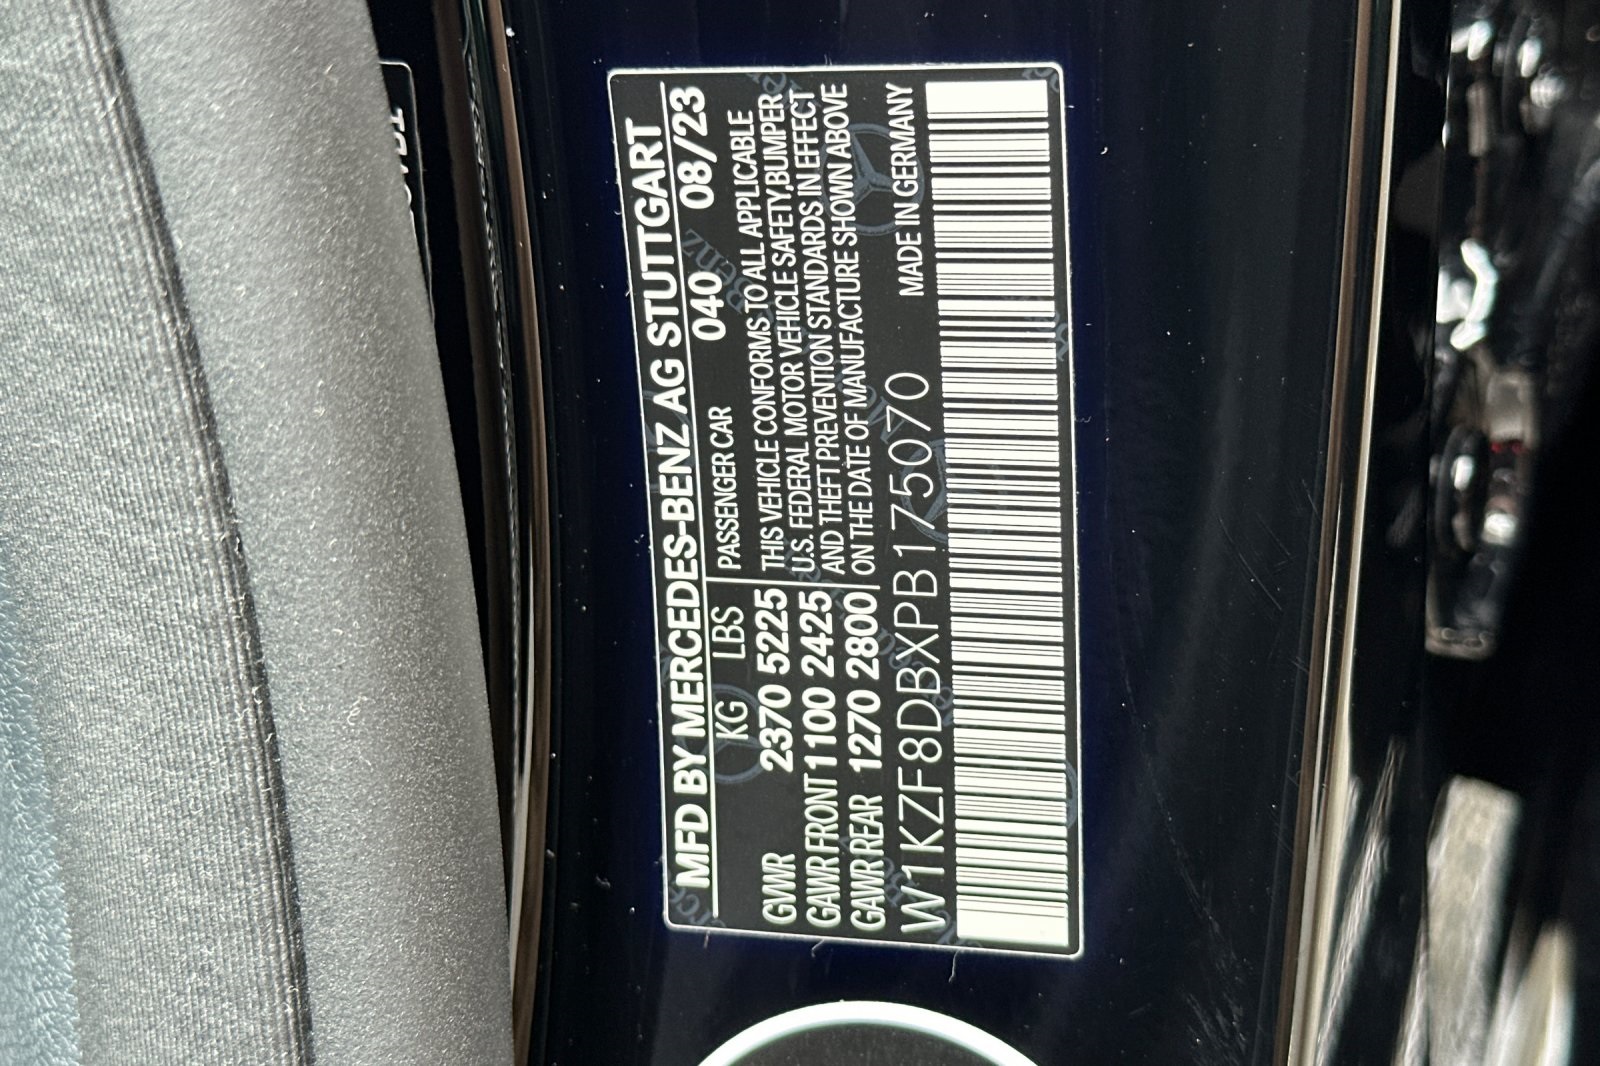 MFD BY MERCEDES-BENZ AG STUTTGART
KG LBS PASSENGER CAR 040 08/23
GVWR 2370 5225 THIS VEHICLE CONFORMS TO ALL APPLICABLE
U.S. FEDERAL MOTOR VEHICLE SAFETY,BUMPER
GAWR FRONT 1100 2425 AND THEFT PREVENTION STANDARDS IN EFFECT
GAWR REAR 1270 2800 ON THE DATE OF MANUFACTURE SHOWN ABOVE
W1KZF8DBXPB175070 MADE IN GERMANY